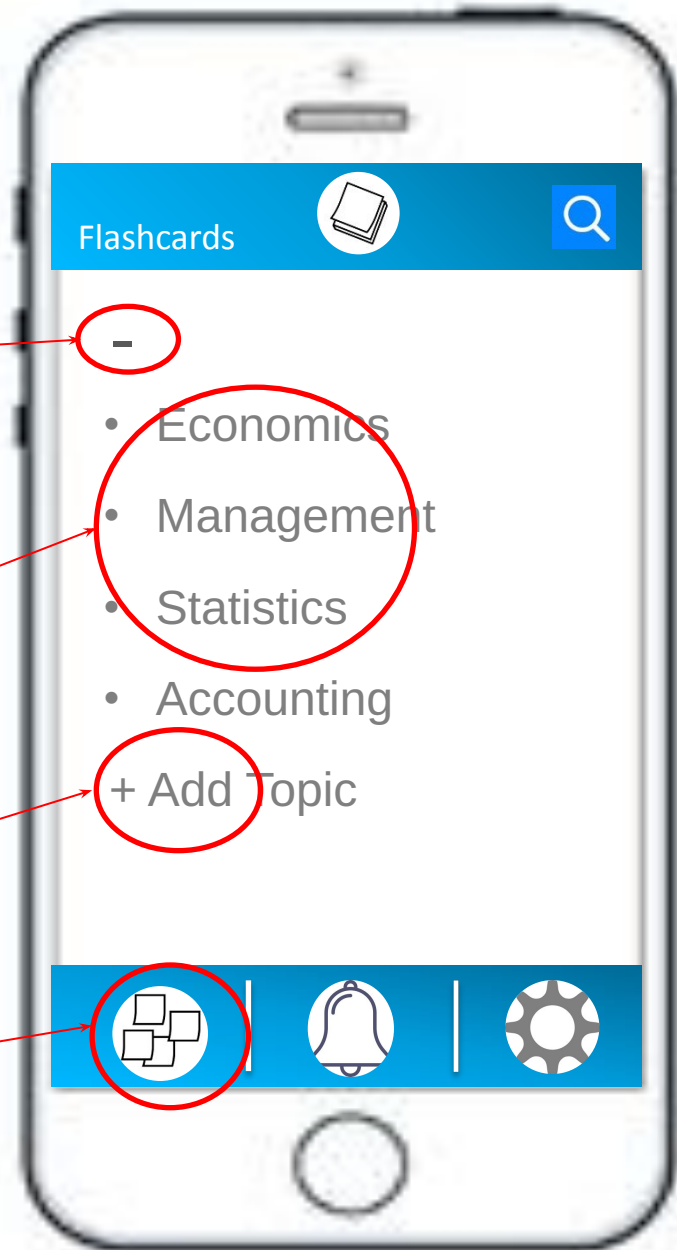 Flashcards
-
• Economics
• Management
• Statistics
• Accounting
+ Add Topic